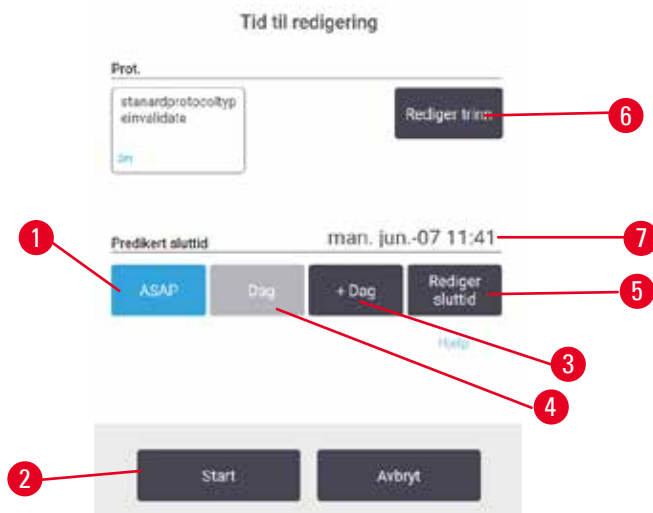 Tid til redigering
Prot.
stanardprotocoltyp
einvalidate
Rediger trinn
6
1
Predikert sluttid
man. jun.-07 11:41
7
ASAP
Dag
+ Dag
Rediger
sluttid
5
Hjelp
3
4
2
Start
Avbryt